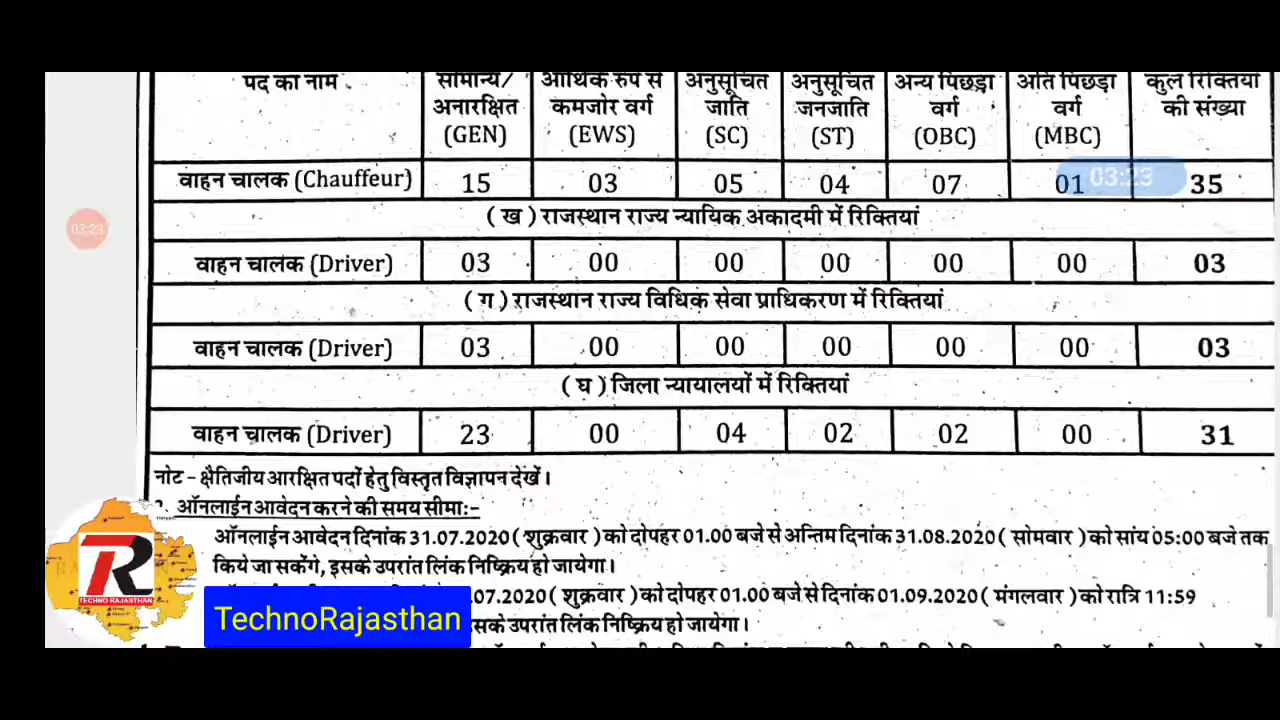 पद का नाम
सामान्य/ अनारक्षित (GEN)
आर्थिक रुप से कमजोर वर्ग (EWS)
अनुसूचित जाति (SC)
अनुसूचित जनजाति (ST)
अन्य पिछड़ा वर्ग (OBC)
अति पिछड़ा वर्ग (MBC)
कुल रिक्तियों की संख्या
वाहन चालक (Chauffeur) 15 03 05 04 07 01 35
03:23
03:23
( ख ) राजस्थान राज्य न्यायिक अकादमी में रिक्तियां
वाहन चालक (Driver) 03 00 00 00 00 00 03
( ग ) राजस्थान राज्य विधिक सेवा प्राधिकरण में रिक्तियां
वाहन चालक (Driver) 03 00 00 00 00 00 03
( घ ) जिला न्यायालयों में रिक्तियां
वाहन चालक (Driver) 23 00 04 02 02 00 31
नोट - क्षैतिजीय आरक्षित पदों हेतु विस्तृत विज्ञापन देखें।
ऑनलाईन आवेदन करने की समय सीमा:-
ऑनलाईन आवेदन दिनांक 31.07.2020 ( शुक्रवार ) को दोपहर 01.00 बजे से अन्तिम दिनांक 31.08.2020 ( सोमवार ) को सांय 05:00 बजे तक
किये जा सकेंगे, इसके उपरांत लिंक निष्क्रिय हो जायेगा।
.07.2020 ( शुक्रवार ) को दोपहर 01.00 बजे से दिनांक 01.09.2020 ( मंगलवार ) को रात्रि 11:59
सके उपरांत लिंक निष्क्रिय हो जायेगा।
TR
TECHNO RAJASTHAN
TechnoRajasthan